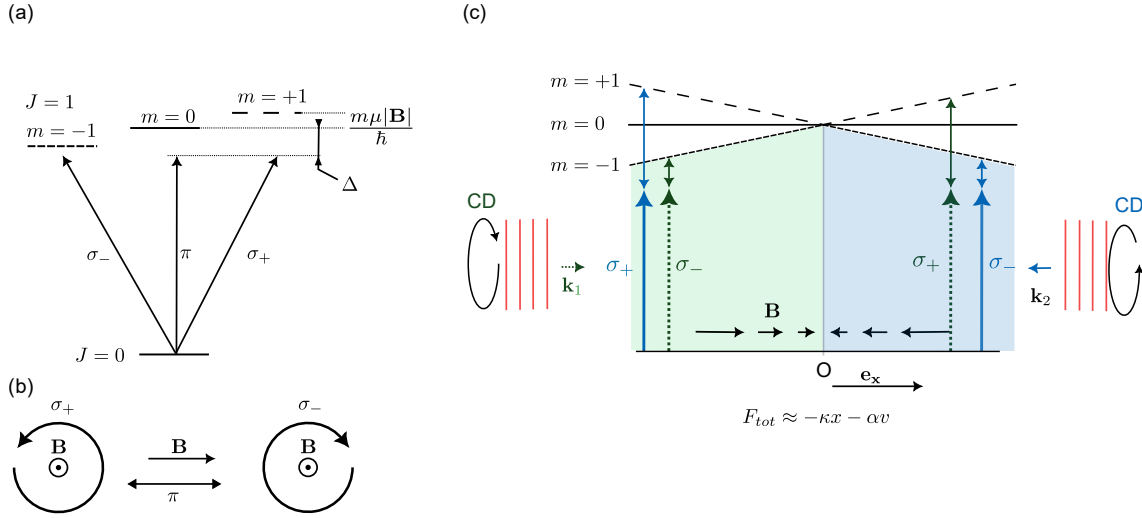 (a)
J = 1
m = −1
m = 0
m = +1
mμ|B|
ħ
Δ
σ−
π
σ+
J = 0
(b)
σ+
B
B
π
σ−
B
(c)
m = +1
m = 0
m = −1
CD
k1
σ+
σ−
B
σ+
σ−
k2
CD
O
ex
Ftot ≈ −κx − αv